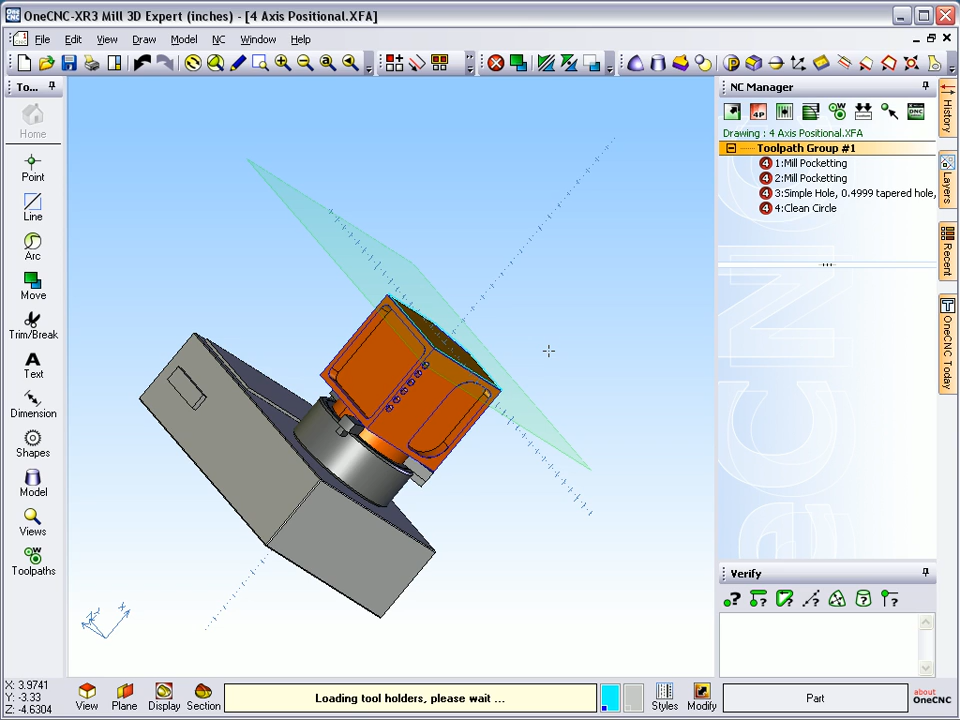 OneCNC-XR3 Mill 3D Expert (inches) - [4 Axis Positional.XFA]
File Edit View Draw Model NC Window Help
To...
Home
Point
Line
Arc
Move
Trim/Break
Text
Dimension
Shapes
Model
Views
Toolpaths
NC Manager
Drawing : 4 Axis Positional.XFA
Toolpath Group #1
1:Mill Pocketting
2:Mill Pocketting
3:Simple Hole, 0.4999 tapered hole,
4:Clean Circle
History
Layers
Recent
OneCNC Today
Verify
X: 3.9741
Y: -3.33
Z: -4.6304
View
Plane
Display
Section
Loading tool holders, please wait ...
Styles
Modify
Part
about
OneCNC